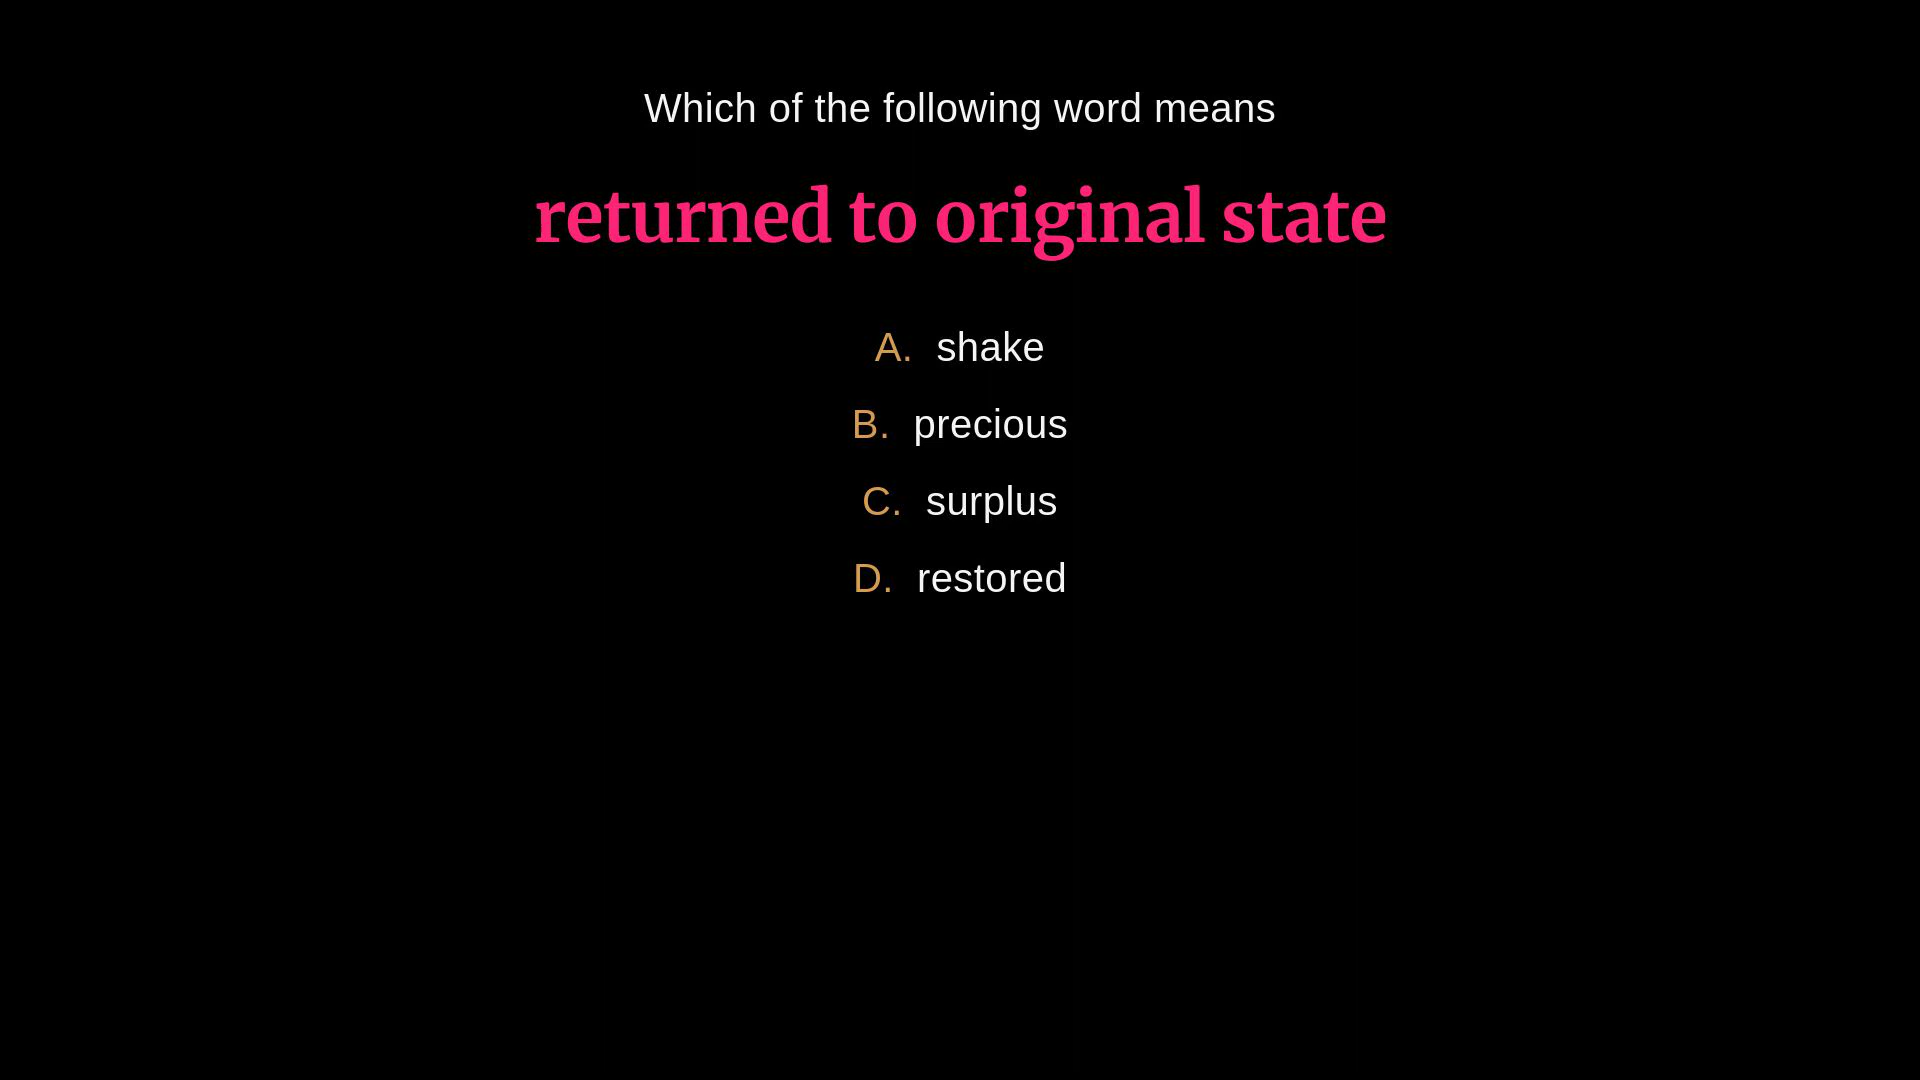 Which of the following word means
returned to original state
A. shake
B. precious
C. surplus
D. restored